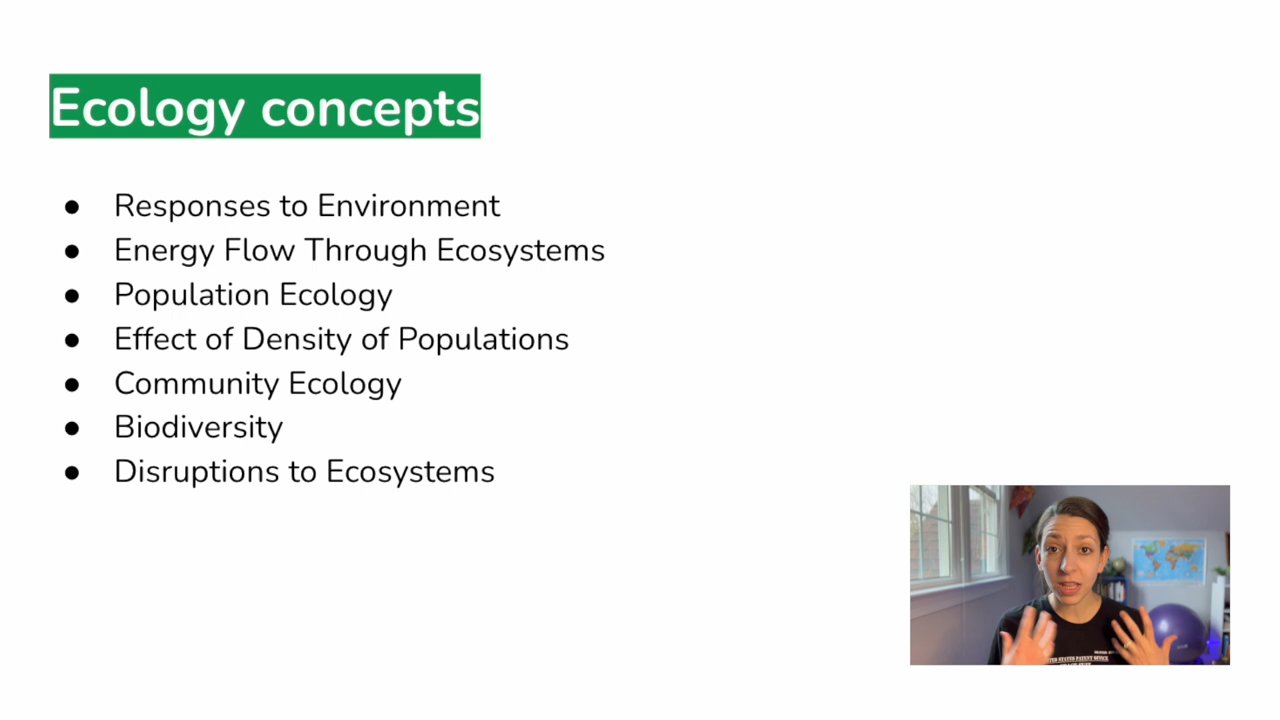 Ecology concepts
● Responses to Environment
● Energy Flow Through Ecosystems
● Population Ecology
● Effect of Density of Populations
● Community Ecology
● Biodiversity
● Disruptions to Ecosystems